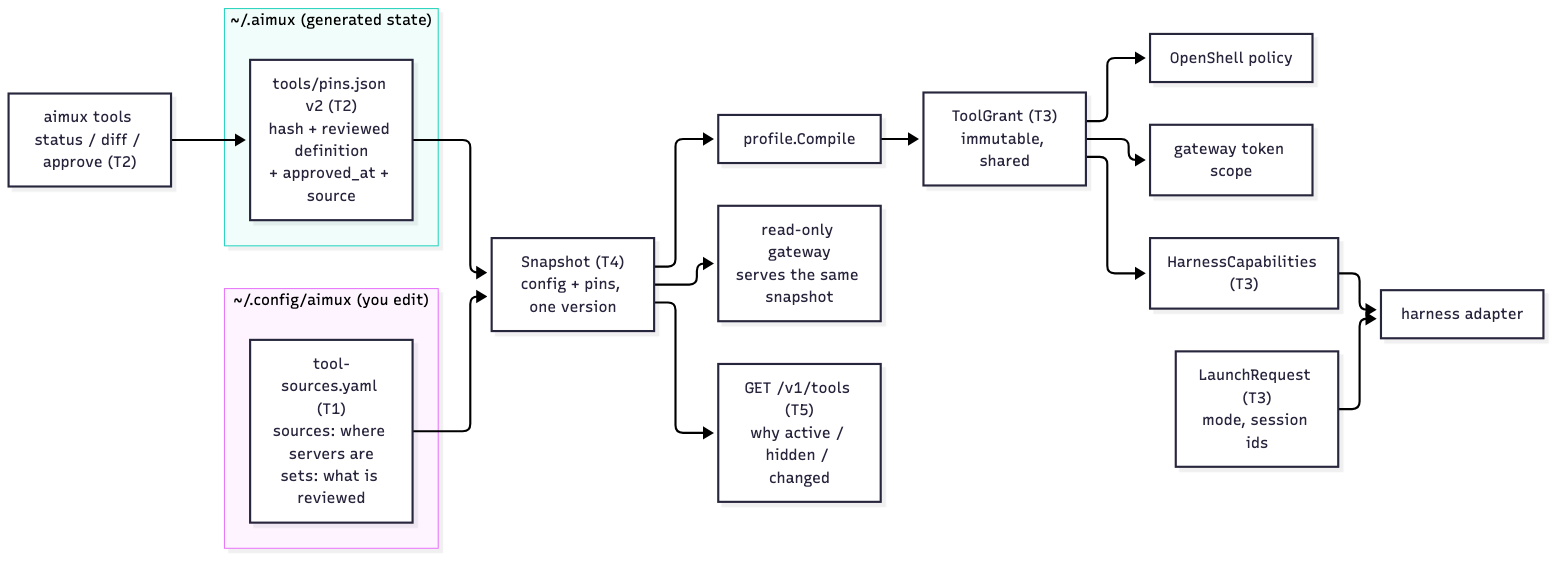 ~/.aimux (generated state)
aimux tools
status / diff /
approve (T2)
tools/pins.json
v2 (T2)
hash + reviewed
definition
+ approved_at +
source
~/.config/aimux (you edit)
tool-
sources.yaml
(T1)
sources: where
servers are
sets: what is
reviewed
Snapshot (T4)
config + pins,
one version
profile.Compile
read-only
gateway
serves the same
snapshot
GET /v1/tools
(T5)
why active /
hidden /
changed
ToolGrant (T3)
immutable,
shared
OpenShell policy
gateway token
scope
HarnessCapabilities
(T3)
LaunchRequest
(T3)
mode, session
ids
harness adapter